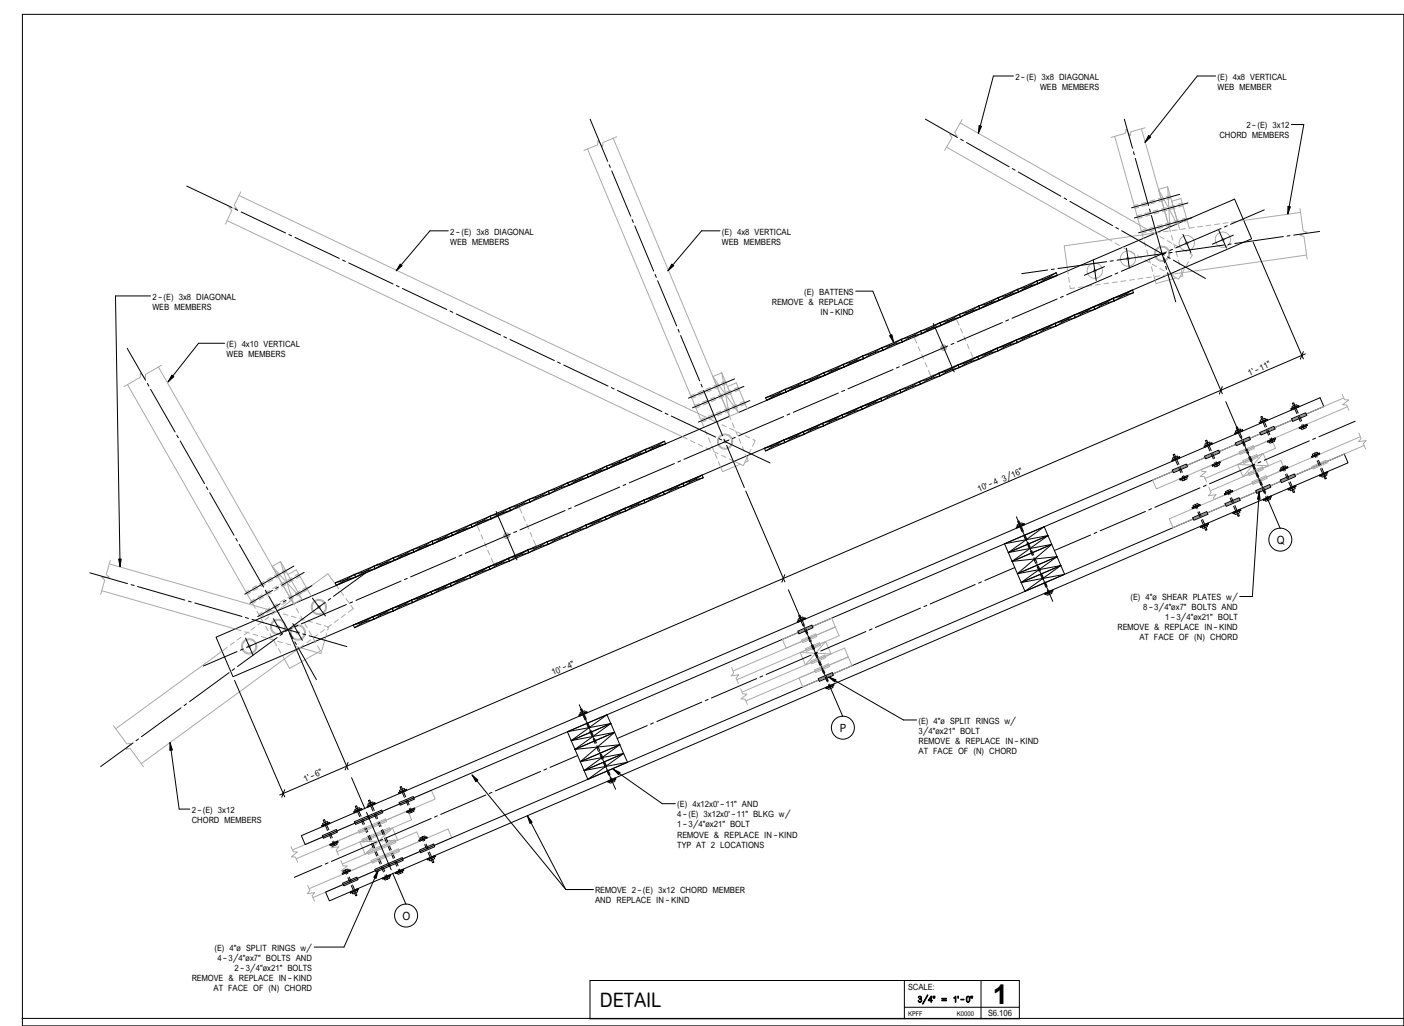 2-(E) 3x8 DIAGONAL
WEB MEMBERS
(E) 4x8 VERTICAL
WEB MEMBER
2-(E) 3x12
CHORD MEMBERS
2-(E) 3x8 DIAGONAL
WEB MEMBERS
(E) 4x8 VERTICAL
WEB MEMBERS
2-(E) 3x8 DIAGONAL
WEB MEMBERS
(E) BATTENS
REMOVE & REPLACE
IN-KIND
(E) 4x10 VERTICAL
WEB MEMBERS
1'-11"
10'-4 3/16"
Q
(E) 4"ø SHEAR PLATES w/
8-3/4"øx7" BOLTS AND
1-3/4"øx21" BOLT
REMOVE & REPLACE IN-KIND
AT FACE OF (N) CHORD
10'-4"
P
(E) 4"ø SPLIT RINGS w/
3/4"øx21" BOLT
REMOVE & REPLACE IN-KIND
AT FACE OF (N) CHORD
1'-6"
2-(E) 3x12
CHORD MEMBERS
(E) 4x12x0'-11" AND
4-(E) 3x12x0'-11" BLKG w/
1-3/4"øx21" BOLT
REMOVE & REPLACE IN-KIND
TYP AT 2 LOCATIONS
REMOVE 2-(E) 3x12 CHORD MEMBER
AND REPLACE IN-KIND
O
(E) 4"ø SPLIT RINGS w/
4-3/4"øx7" BOLTS AND
2-3/4"øx21" BOLTS
REMOVE & REPLACE IN-KIND
AT FACE OF (N) CHORD
DETAIL
SCALE:
3/4" = 1'-0"
1
KPFF K0000
S6.106